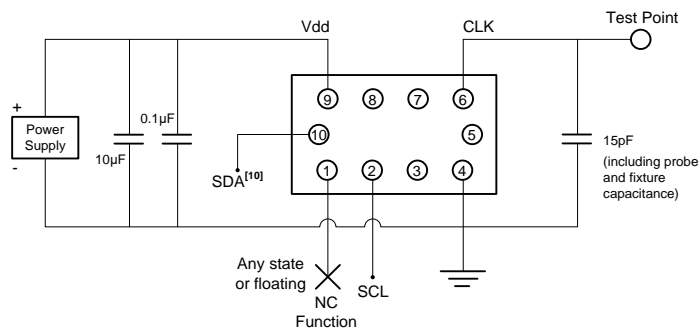 Test Point
Vdd
CLK
9
8
7
6
+
Power
Supply
-
10µF
0.1µF
10
5
15pF
(including probe
and fixture
capacitance)
SDA[10]
1
2
3
4
Any state
or floating
NC
Function
SCL